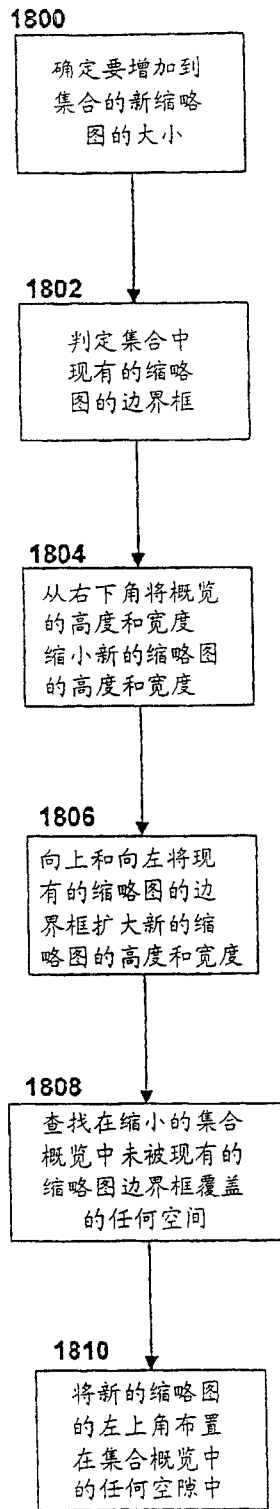 1800
确定要增加到
集合的新缩略
图的大小
1802
判定集合中
现有的缩略
图的边界框
1804
从右下角将概览
的高度和宽度
缩小新的缩略图
的高度和宽度
1806
向上和向左将现
有的缩略图的边
界框扩大新的缩
略图的高度和宽度
1808
查找在缩小的集合
概览中未被现有的
缩略图边界框覆盖
的任何空间
1810
将新的缩略图
的左上角布置
在集合概览中
的任何空隙中